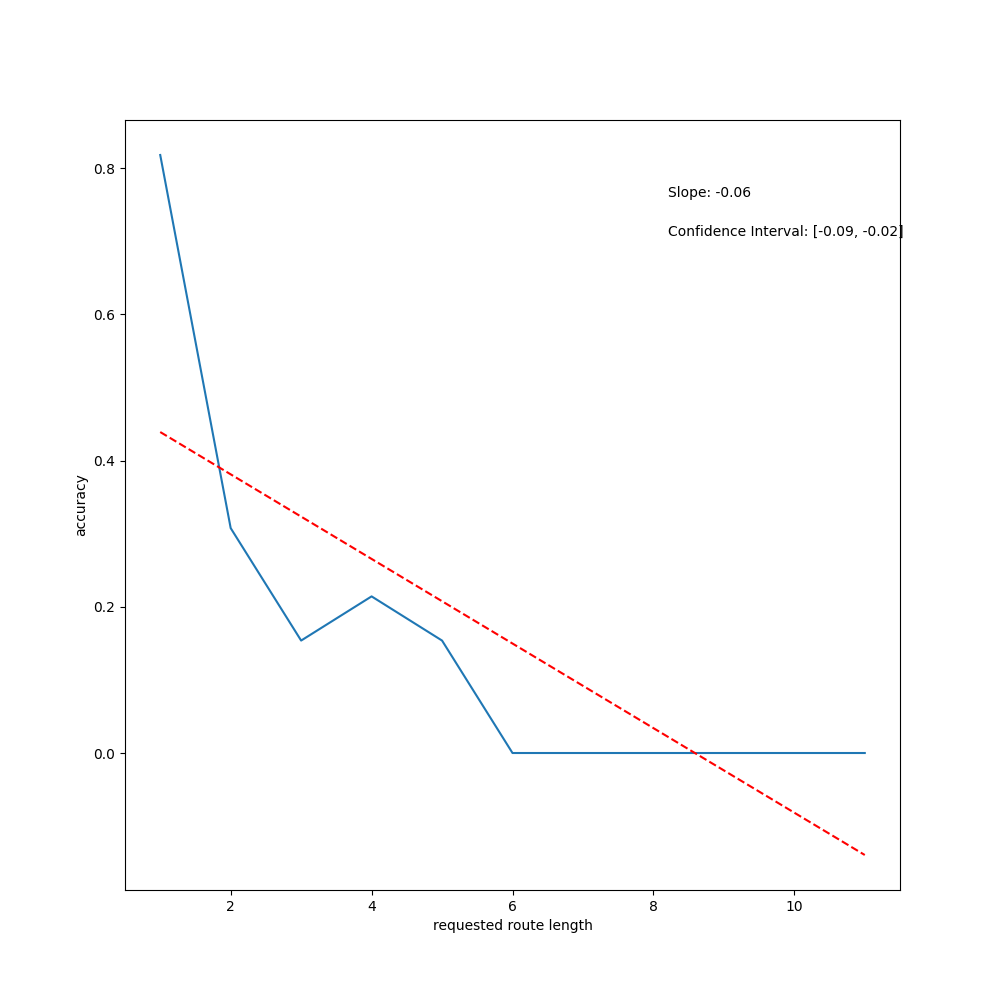 0.8
0.6
0.4
0.2
0.0
accuracy
Slope: -0.06
Confidence Interval: [-0.09, -0.02]
2 4 6 8 10
requested route length